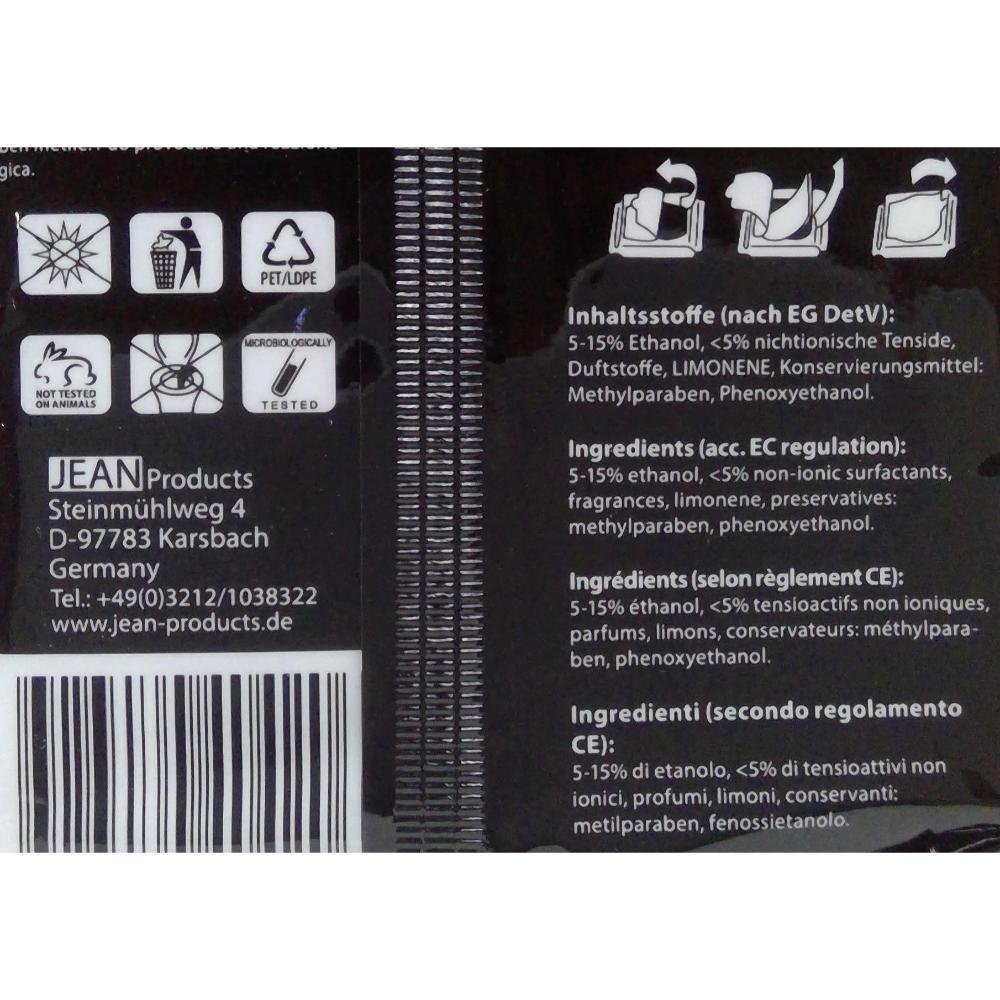 gica.
PET/LDPE
NOT TESTED
ON ANIMALS
MICROBIOLOGICALLY
TESTED
JEAN Products
Steinmühlweg 4
D-97783 Karsbach
Germany
Tel.: +49(0)3212/1038322
www.jean-products.de
Inhaltsstoffe (nach EG DetV):
5-15% Ethanol, <5% nichtionische Tenside,
Duftstoffe, LIMONENE, Konservierungsmittel:
Methylparaben, Phenoxyethanol.
Ingredients (acc. EC regulation):
5-15% ethanol, <5% non-ionic surfactants,
fragrances, limonene, preservatives:
methylparaben, phenoxyethanol.
Ingrédients (selon règlement CE):
5-15% éthanol, <5% tensioactifs non ioniques,
parfums, limons, conservateurs: méthylpara-
ben, phenoxyethanol.
Ingredienti (secondo regolamento
CE):
5-15% di etanolo, <5% di tensioattivi non
ionici, profumi, limoni, conservanti:
metilparaben, fenossietanolo.